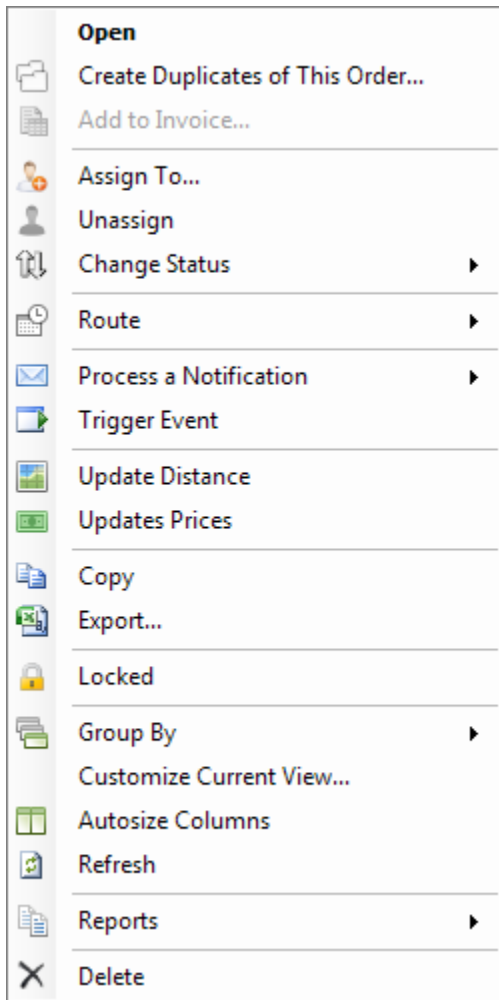 Open
Create Duplicates of This Order...
Add to Invoice...
Assign To...
Unassign
Change Status
Route
Process a Notification
Trigger Event
Update Distance
Updates Prices
Copy
Export...
Locked
Group By
Customize Current View...
Autosize Columns
Refresh
Reports
Delete